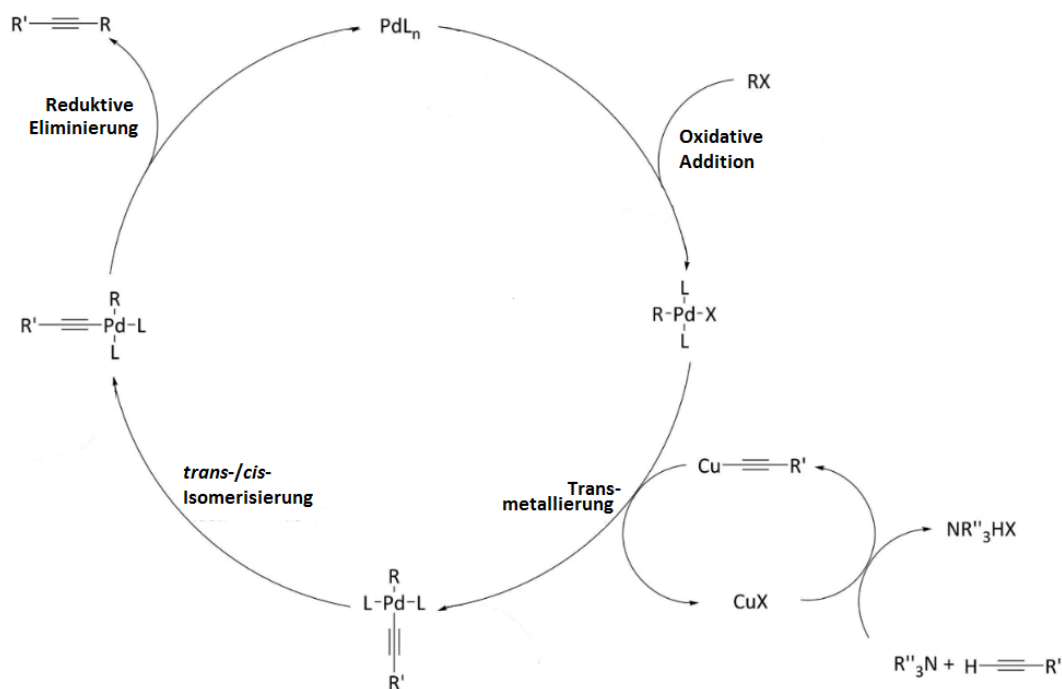 R'—≡—R
PdLₙ
RX
Reduktive
Eliminierung
Oxidative
Addition
L
R-Pd-X
L
R
R'—≡—Pd-L
L
trans-/cis-
Isomerisierung
Trans-
metallierung
Cu—≡—R'
NR"₃HX
CuX
R
L-Pd-L
R'
R"₃N + H—≡—R'